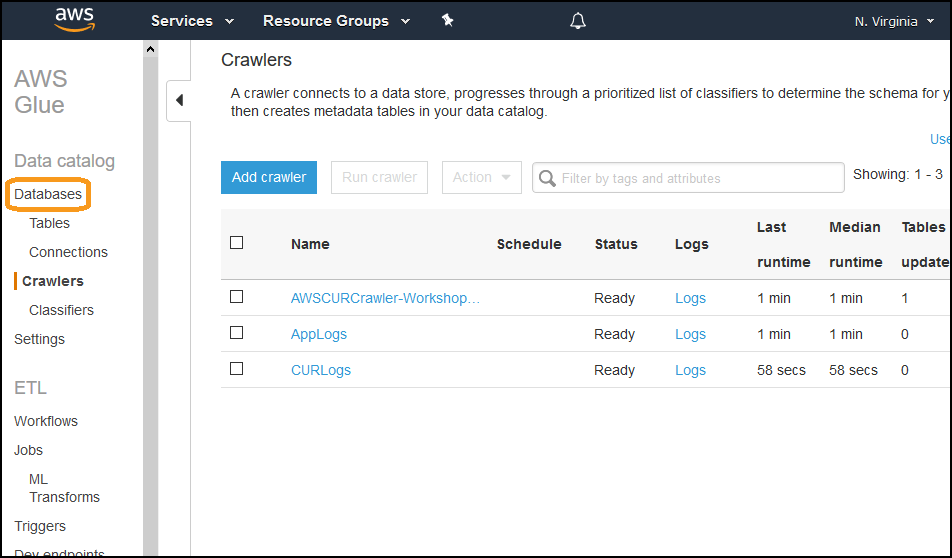 aws
Services
Resource Groups
N. Virginia
AWS
Glue
Data catalog
Databases
Tables
Connections
Crawlers
Classifiers
Settings
ETL
Workflows
Jobs
ML
Transforms
Triggers
Dev endpoints
Crawlers
A crawler connects to a data store, progresses through a prioritized list of classifiers to determine the schema for y
then creates metadata tables in your data catalog.
Use
Add crawler
Run crawler
Action
Filter by tags and attributes
Showing: 1 - 3
Name Schedule Status Logs Last runtime Median runtime Tables update
AWSCURCrawler-Workshop... Ready Logs 1 min 1 min 1
AppLogs Ready Logs 1 min 1 min 0
CURLogs Ready Logs 58 secs 58 secs 0